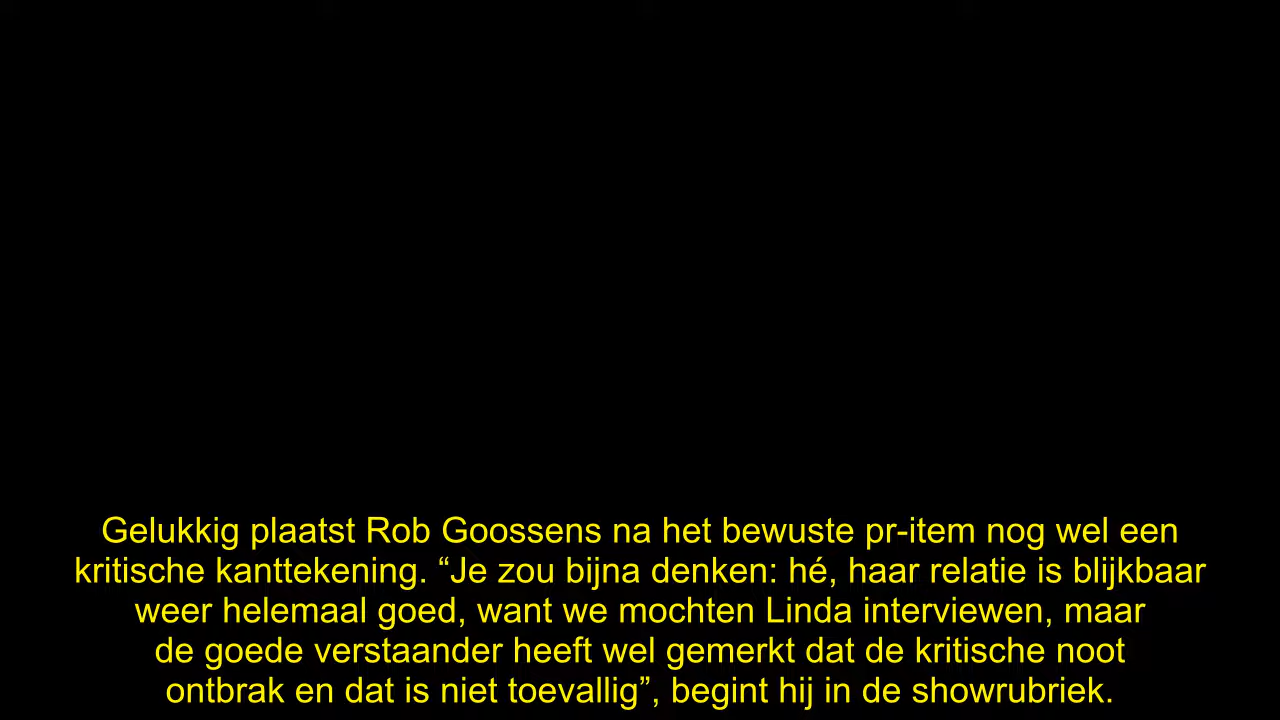 Gelukkig plaatst Rob Goossens na het bewuste pr-item nog wel een
kritische kanttekening. “Je zou bijna denken: hé, haar relatie is blijkbaar
weer helemaal goed, want we mochten Linda interviewen, maar
de goede verstaander heeft wel gemerkt dat de kritische noot
ontbrak en dat is niet toevallig”, begint hij in de showrubriek.